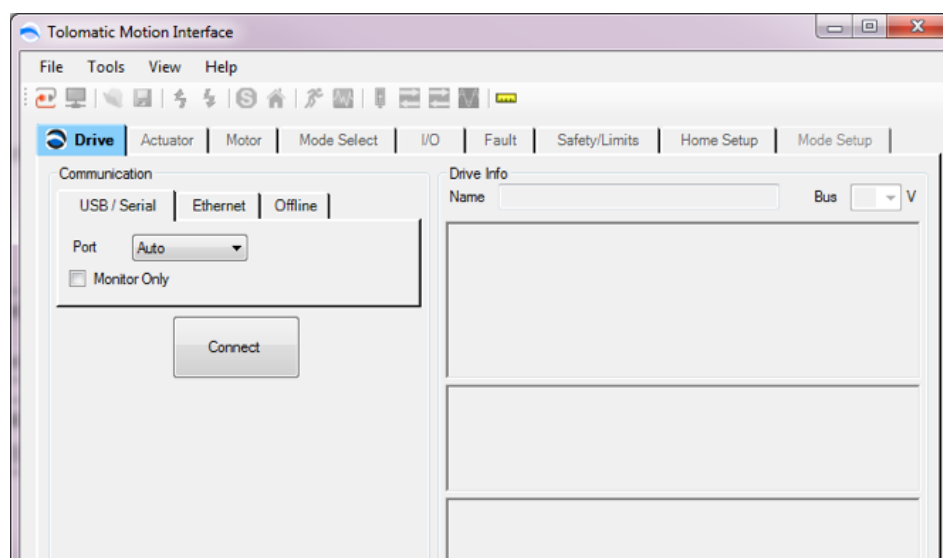 Tolomatic Motion Interface
File Tools View Help
Drive Actuator Motor Mode Select I/O Fault Safety/Limits Home Setup Mode Setup
Communication
USB / Serial Ethernet Offline
Port Auto
Monitor Only
Connect
Drive Info
Name Bus V